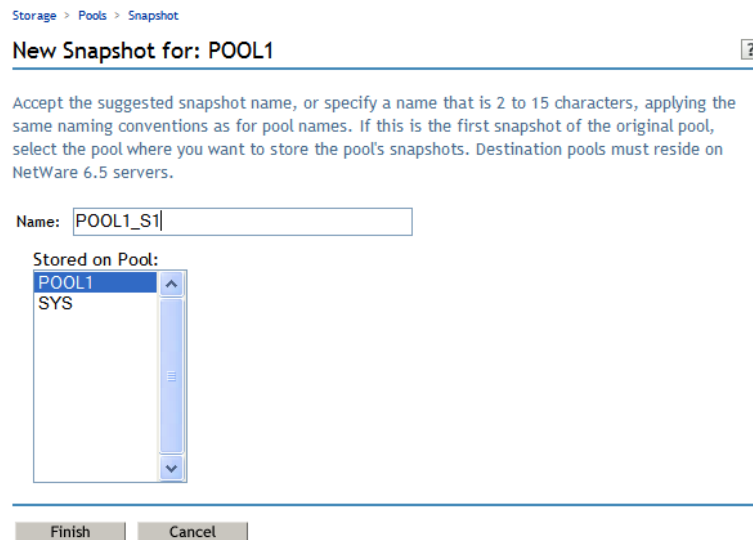 Storage > Pools > Snapshot
New Snapshot for: POOL1
?
Accept the suggested snapshot name, or specify a name that is 2 to 15 characters, applying the
same naming conventions as for pool names. If this is the first snapshot of the original pool,
select the pool where you want to store the pool's snapshots. Destination pools must reside on
NetWare 6.5 servers.
Name: POOL1_S1
Stored on Pool:
POOL1
SYS
Finish Cancel